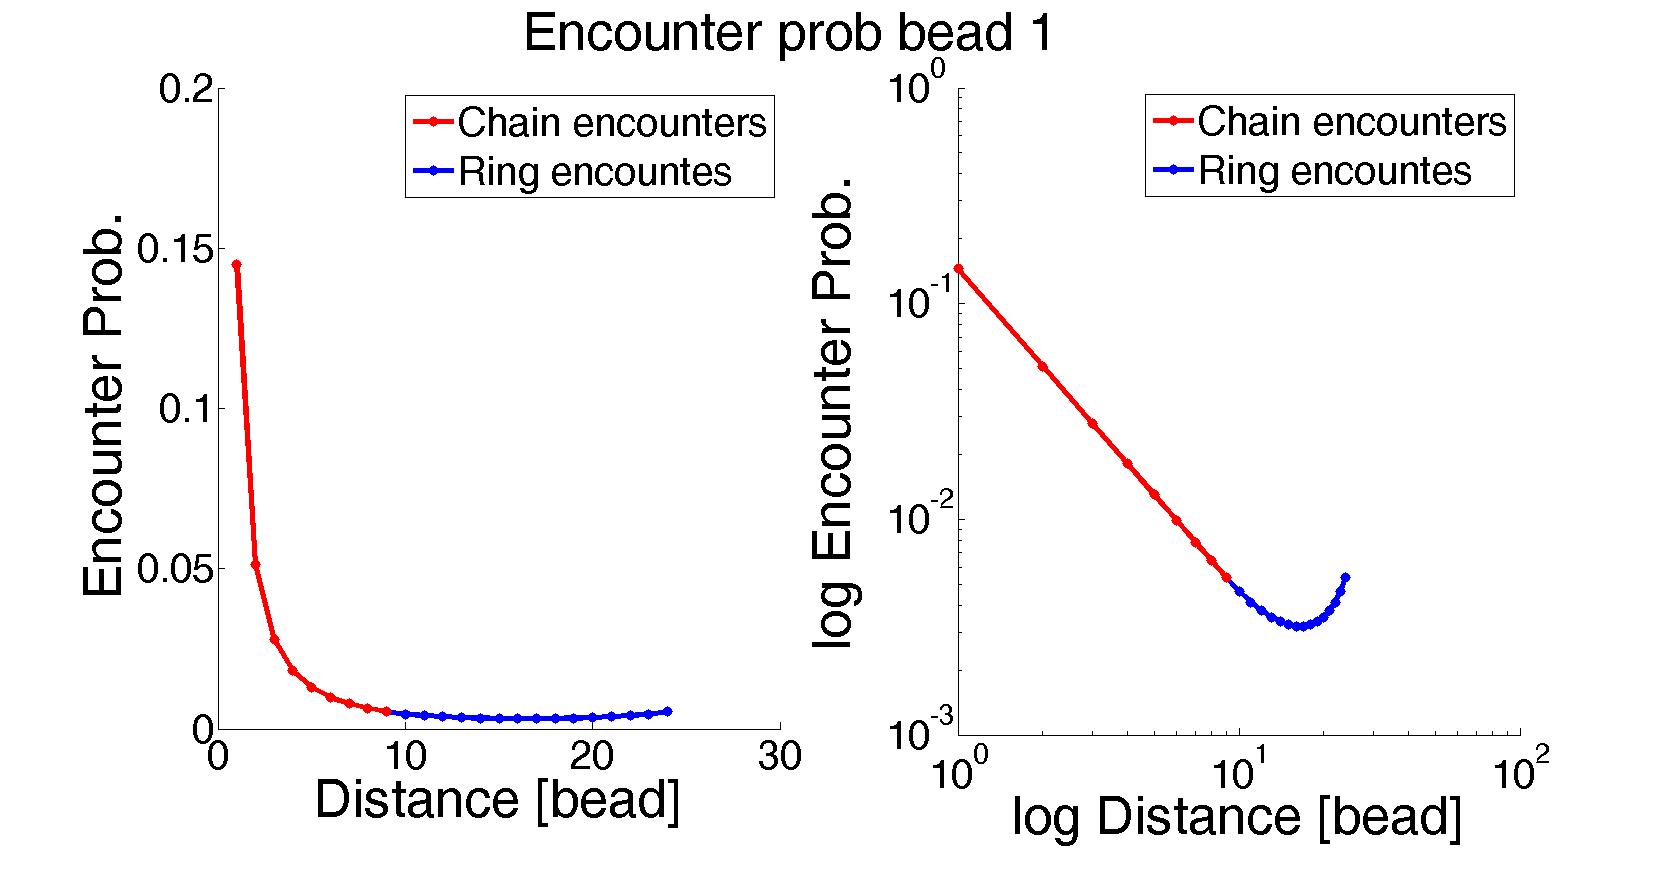 Encounter prob bead 1
Encounter Prob.
0.2
0.15
0.1
0.05
0
0 10 20 30
Distance [bead]
Chain encounters
Ring encountes
log Encounter Prob.
10^0
10^-1
10^-2
10^-3
10^0 10^1 10^2
log Distance [bead]
Chain encounters
Ring encountes